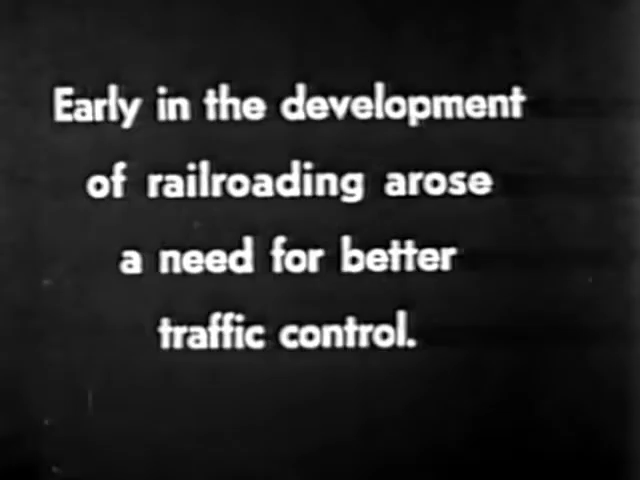 Early in the development
of railroading arose
a need for better
traffic control.